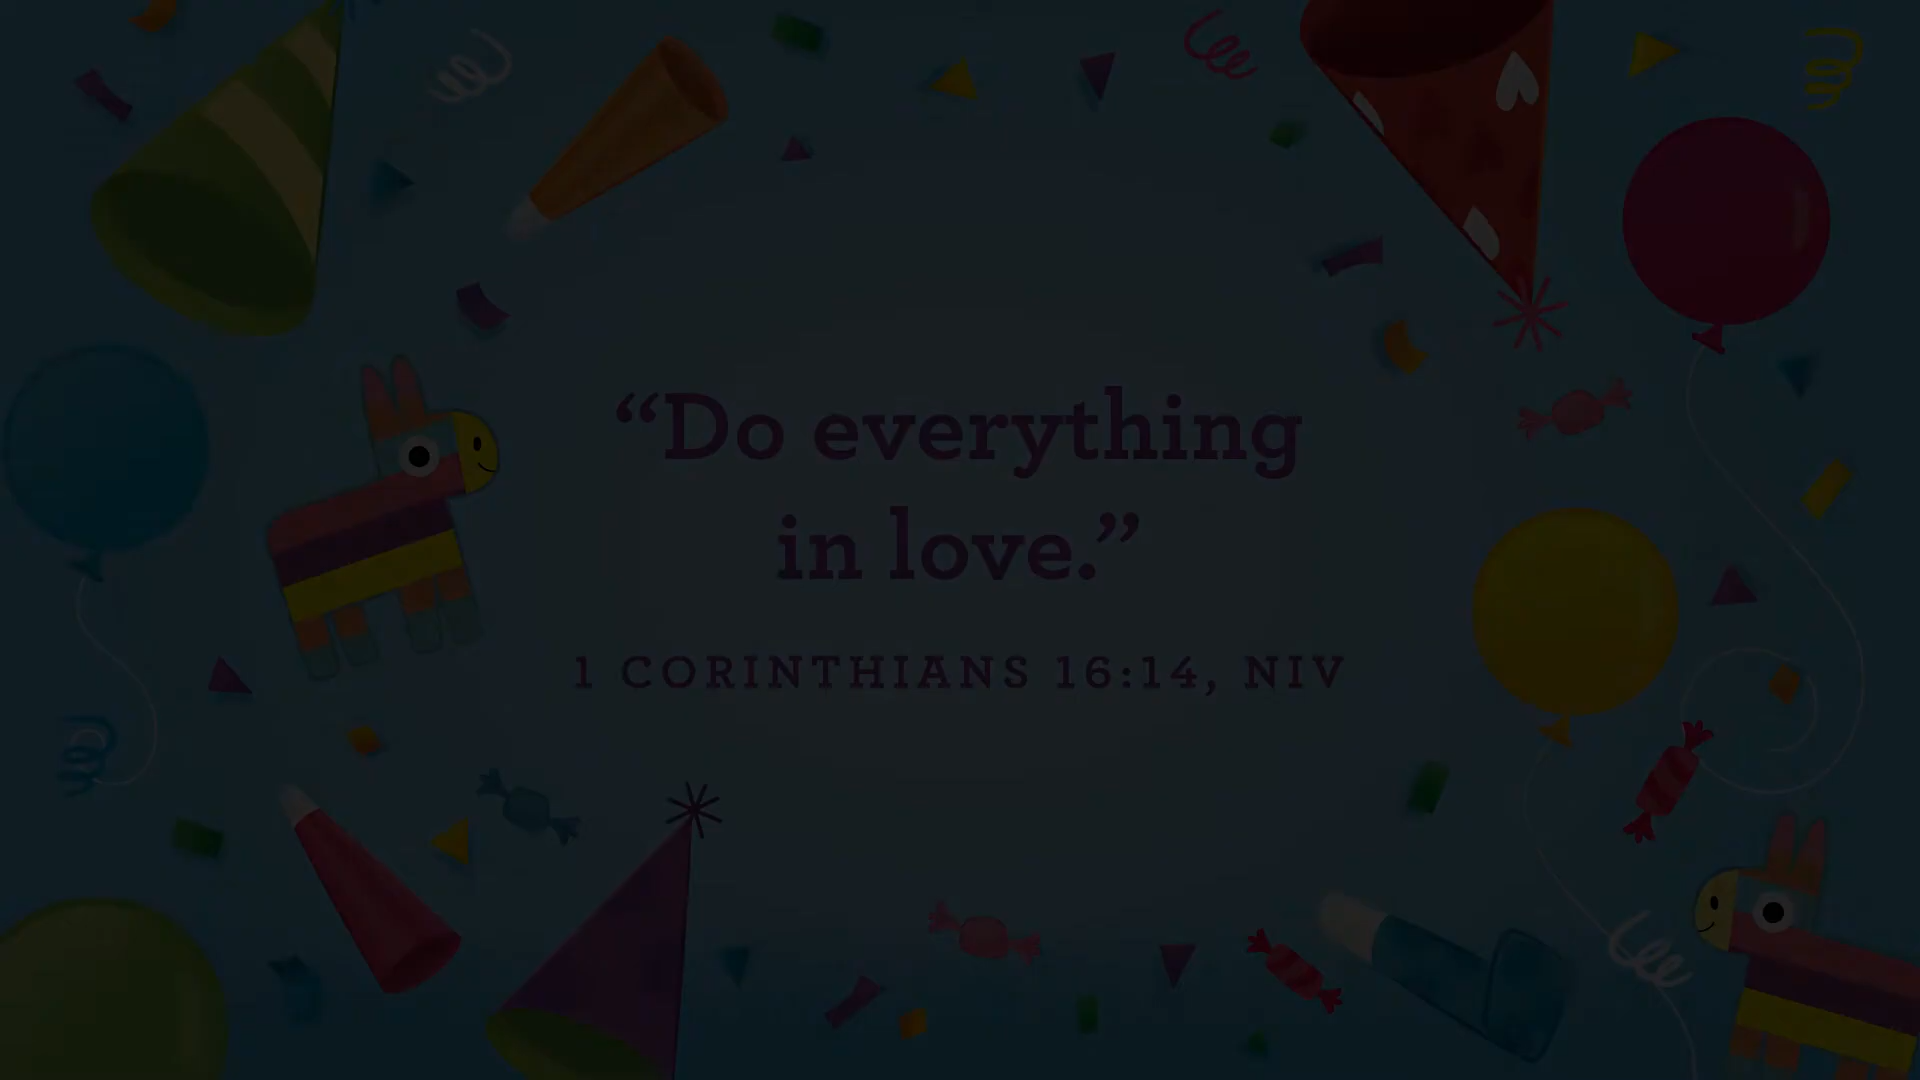 “Do everything
in love.”
1 CORINTHIANS 16:14, NIV